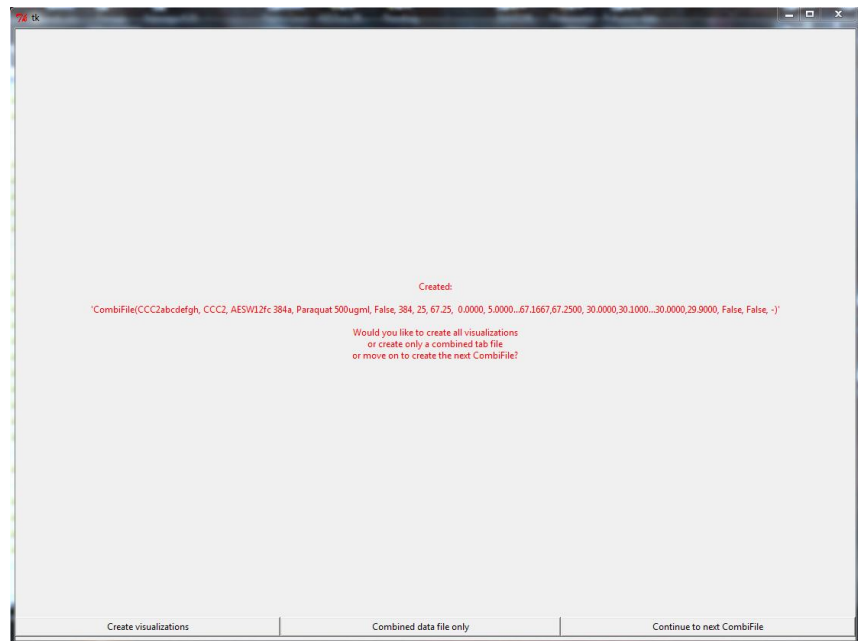 tk
Created:
'CombiFile(CCC2abcdefgh, CCC2, AESW12fc 384a, Paraquat 500ugml, False, 384, 25, 67.25,  0.0000, 5.0000...67.1667,67.2500, 30.0000,30.1000...30.0000,29.9000, False, False, -)'
Would you like to create all visualizations
or create only a combined tab file
or move on to create the next CombiFile?
Create visualizations
Combined data file only
Continue to next CombiFile